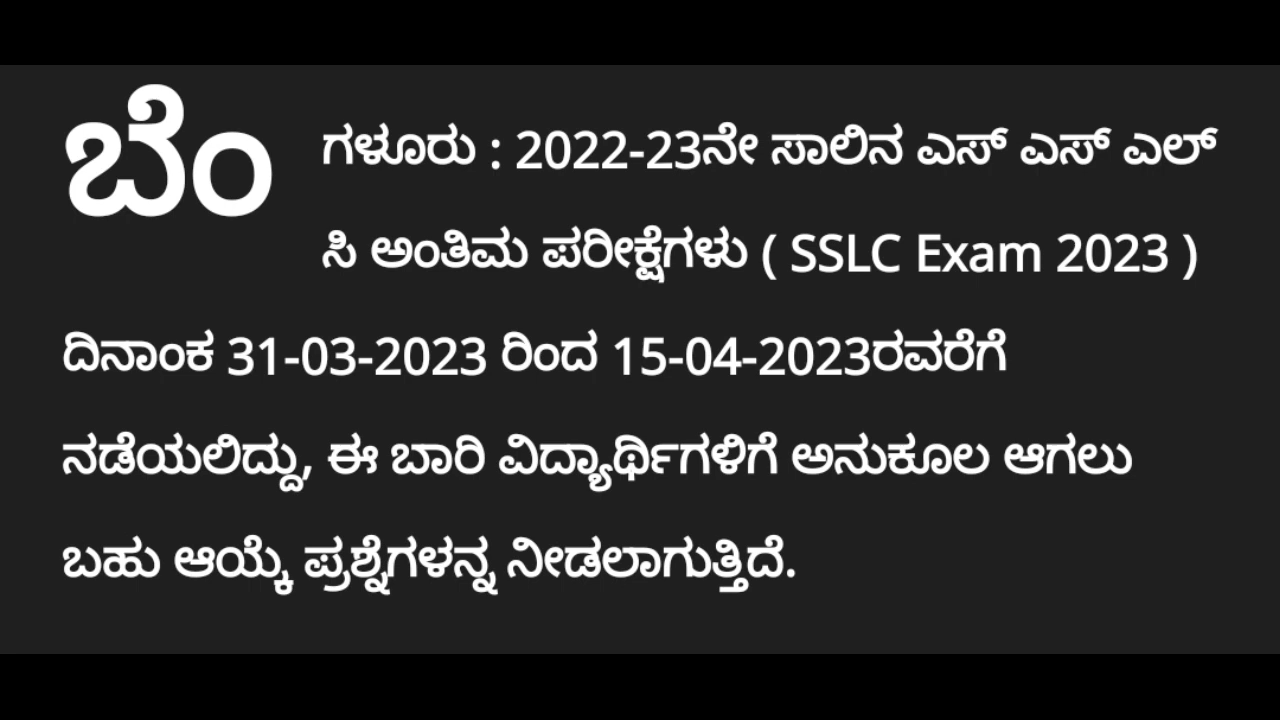 ಬೆಂಗಳೂರು : 2022-23ನೇ ಸಾಲಿನ ಎಸ್ ಎಸ್ ಎಲ್
ಸಿ ಅಂತಿಮ ಪರೀಕ್ಷೆಗಳು ( SSLC Exam 2023 )
ದಿನಾಂಕ 31-03-2023 ರಿಂದ 15-04-2023ರವರೆಗೆ
ನಡೆಯಲಿದ್ದು, ಈ ಬಾರಿ ವಿದ್ಯಾರ್ಥಿಗಳಿಗೆ ಅನುಕೂಲ ಆಗಲು
ಬಹು ಆಯ್ಕೆ ಪ್ರಶ್ನೆಗಳನ್ನ ನೀಡಲಾಗುತ್ತಿದೆ.